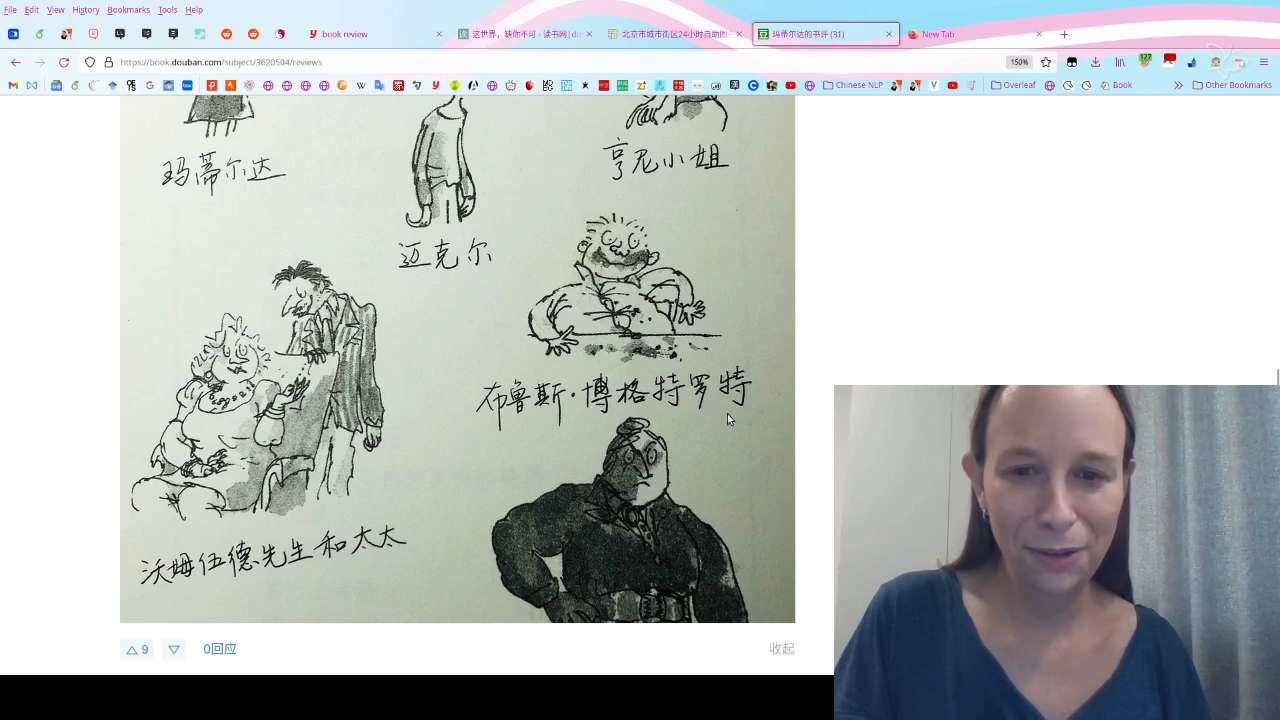 File Edit View History Bookmarks Tools Help
book review
这世界，缺你不可 - 读书网|du
北京市城市街区24小时自助图
玛蒂尔达的书评 (31)
New Tab
https://book.douban.com/subject/3620504/reviews
150%
127
Chinese NLP
Overleaf
Book
Other Bookmarks
玛蒂尔达
亨尼小姐
迈克尔
布鲁斯·博格特罗特
沃姆伍德先生和太太
9
0回应
收起